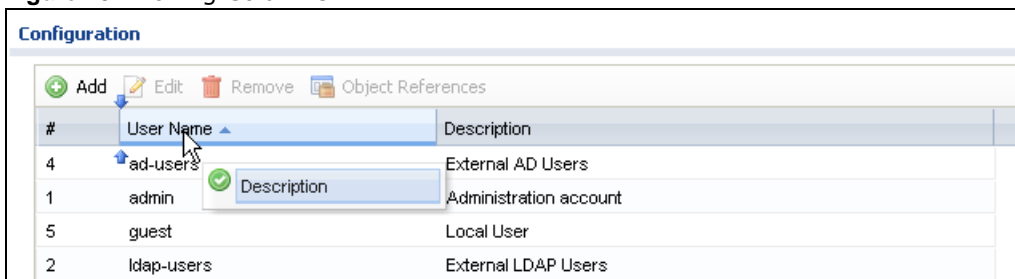 Configuration
Add Edit Remove Object References
# User Name Description
4 ad-users External AD Users
Description
1 admin Administration account
5 guest Local User
2 ldap-users External LDAP Users